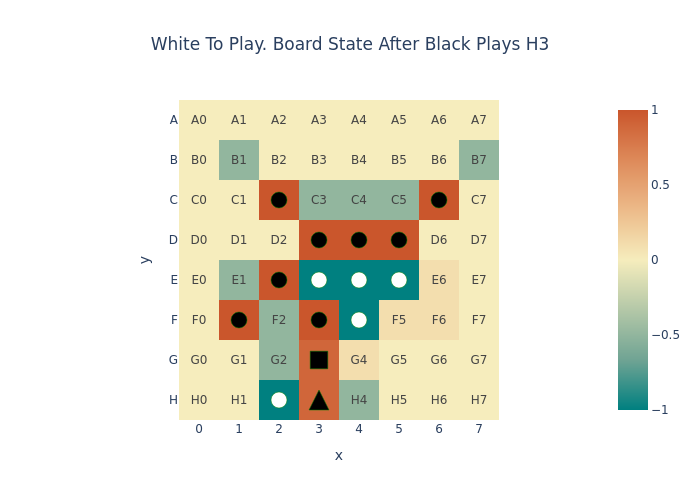 White To Play. Board State After Black Plays H3
A A0 A1 A2 A3 A4 A5 A6 A7
B B0 B1 B2 B3 B4 B5 B6 B7
C C0 C1 C3 C4 C5 C7
D D0 D1 D2 D6 D7
E E0 E1 E6 E7
F F0 F2 F5 F6 F7
G G0 G1 G2 G4 G5 G6 G7
H H0 H1 H4 H5 H6 H7
0 1 2 3 4 5 6 7
x
y
1
0.5
0
−0.5
−1